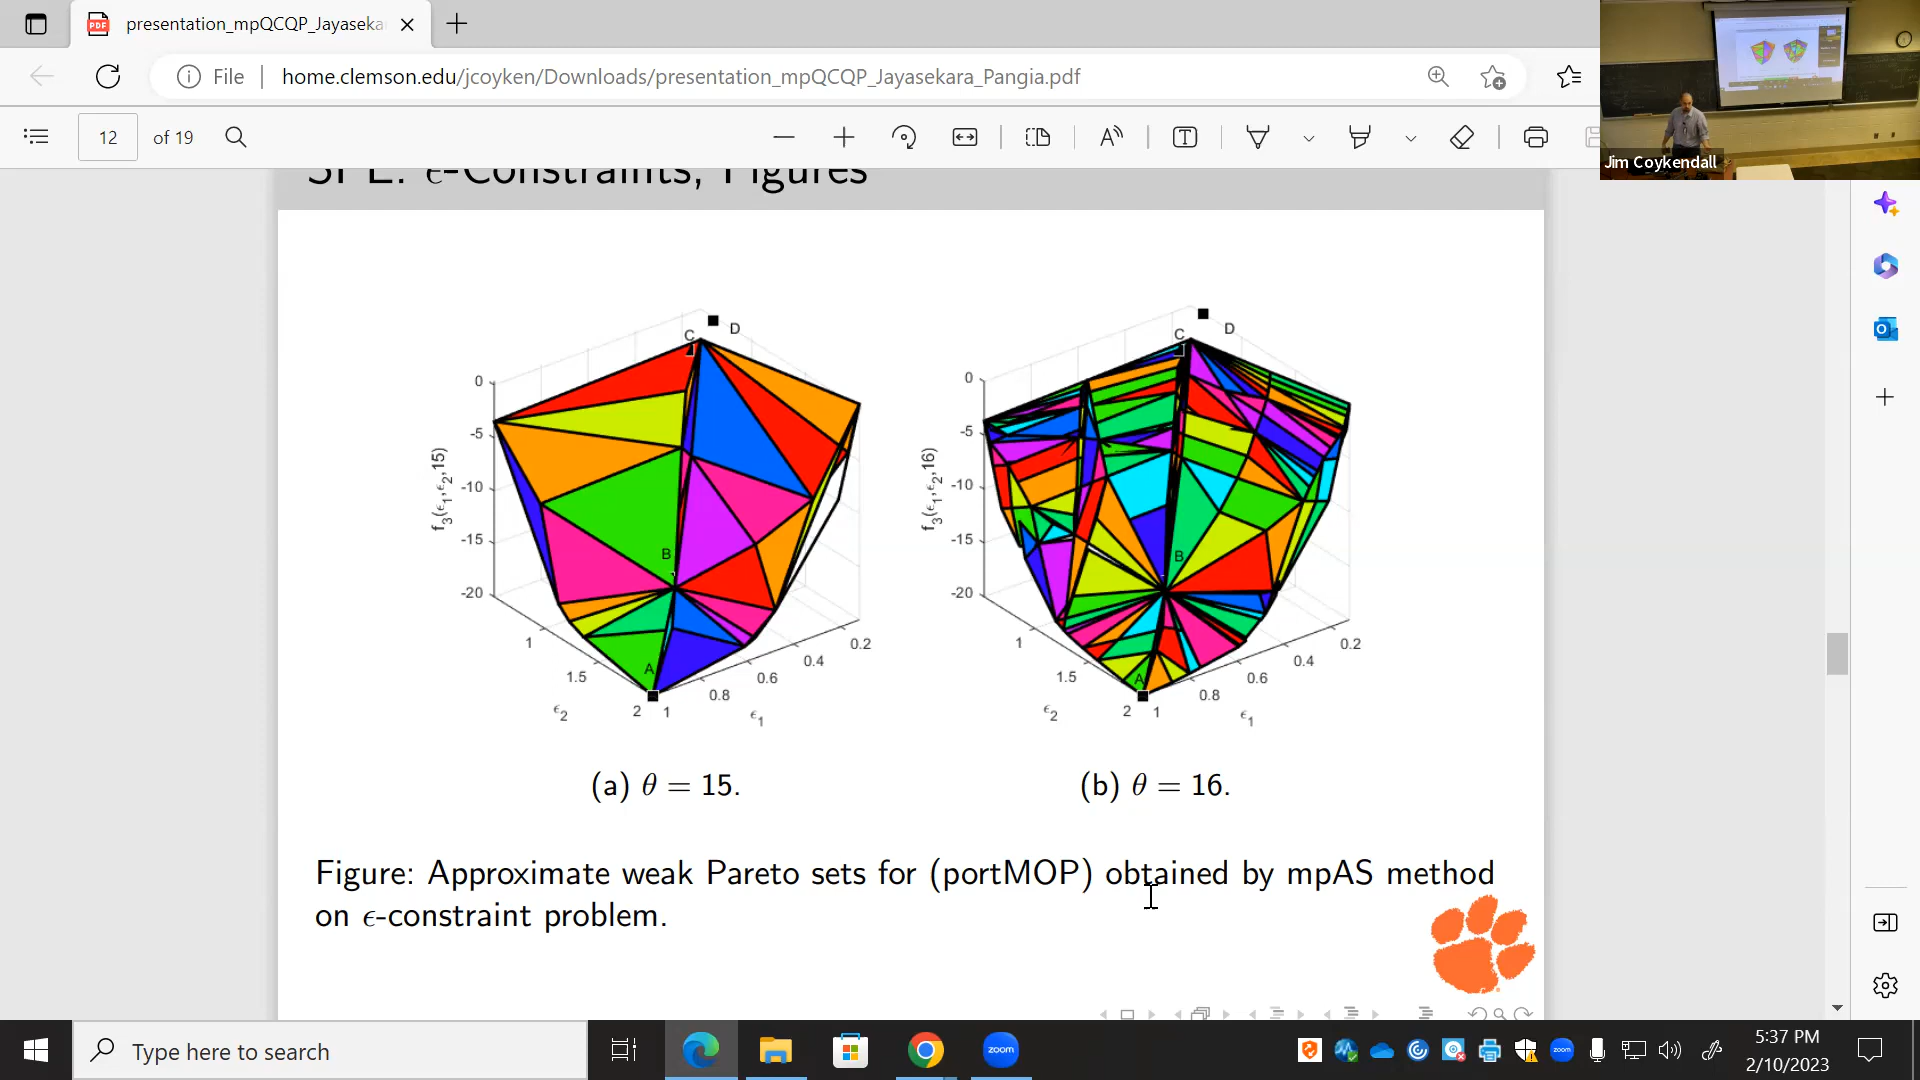 presentation_mpQCQP_Jayaseka
File
home.clemson.edu/jcoyken/Downloads/presentation_mpQCQP_Jayasekara_Pangia.pdf
12 of 19
Jim Coykendall
ϵ-Constraints, Figures
C D
0
-5
-10
-15
-20
f3(ϵ1,ϵ2,15)
B
A
1
1.5
2
ϵ2
1
0.8
0.6
0.4
0.2
ϵ1
C D
0
-5
-10
-15
-20
f3(ϵ1,ϵ2,16)
B
A
1
1.5
2
ϵ2
1
0.8
0.6
0.4
0.2
ϵ1
(a) θ = 15.
(b) θ = 16.
Figure: Approximate weak Pareto sets for (portMOP) obtained by mpAS method
on ϵ-constraint problem.
Type here to search
zoom
5:37 PM
2/10/2023